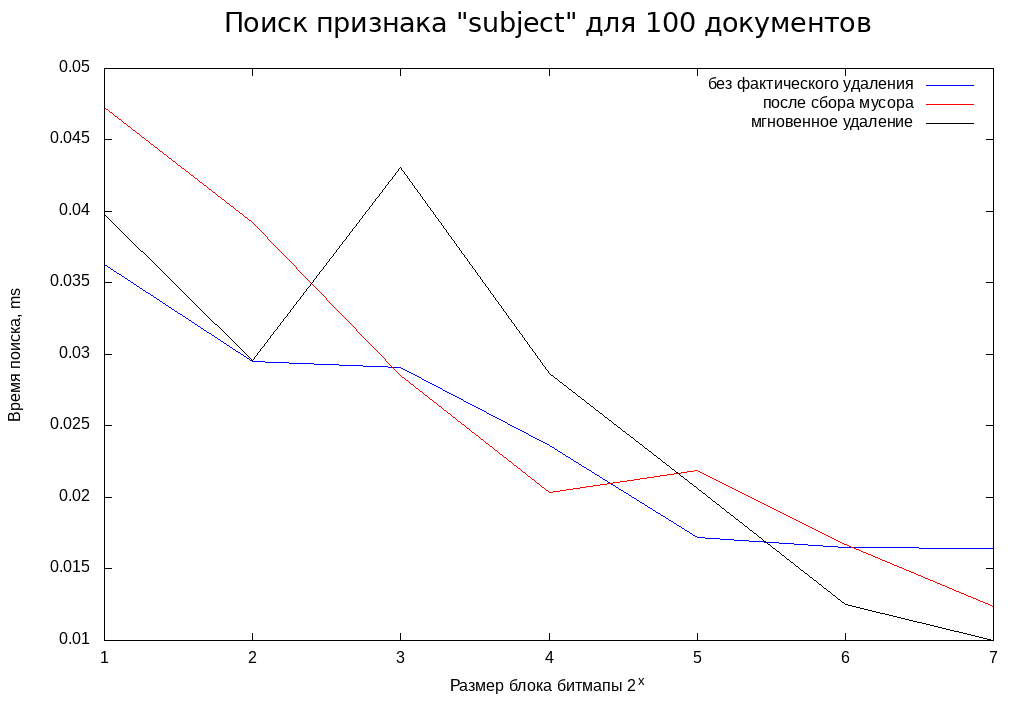 Поиск признака "subject" для 100 документов
0.05
0.045
0.04
0.035
0.03
0.025
0.02
0.015
0.01
1 2 3 4 5 6 7
Время поиска, ms
Размер блока битмапы 2^x
без фактического удаления
после сбора мусора
мгновенное удаление